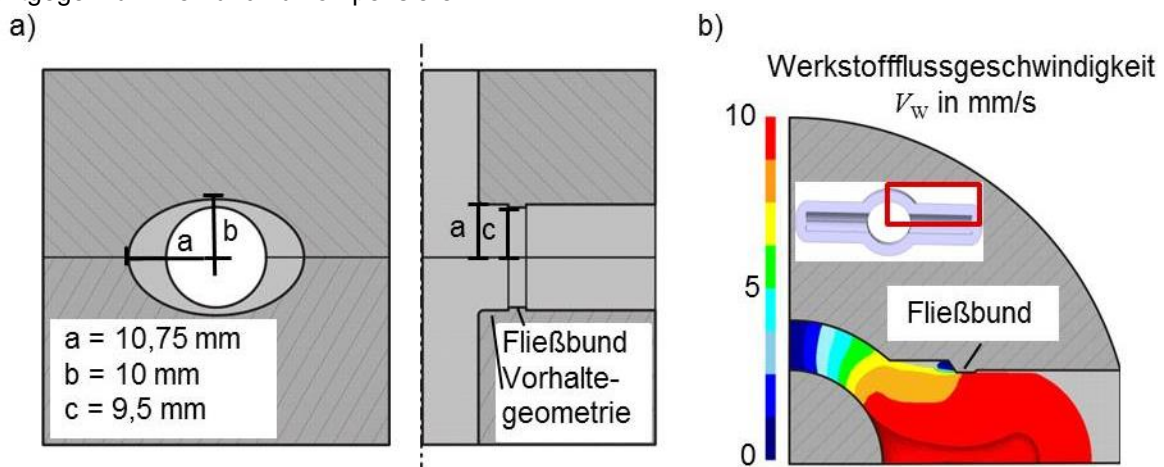 a)
a
b
a = 10,75 mm
b = 10 mm
c = 9,5 mm
a
c
Fließbund
Vorhalte-
geometrie
b)
Werkstoffflussgeschwindigkeit
V_W in mm/s
10
5
0
Fließbund